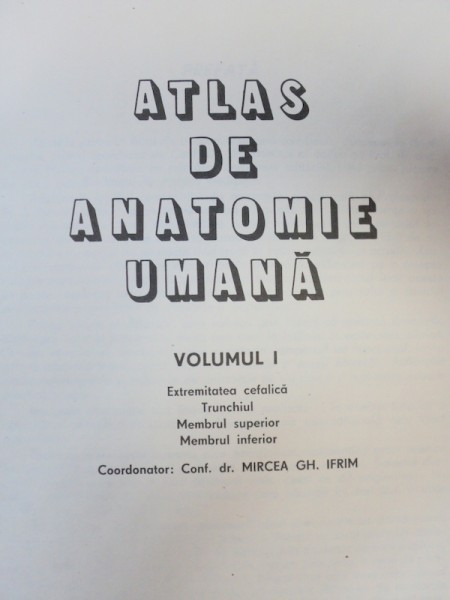 ATLAS
DE
ANATOMIE
UMANĂ
VOLUMUL I
Extremitatea cefalică
Trunchiul
Membrul superior
Membrul inferior
Coordonator: Conf. dr. MIRCEA GH. IFRIM